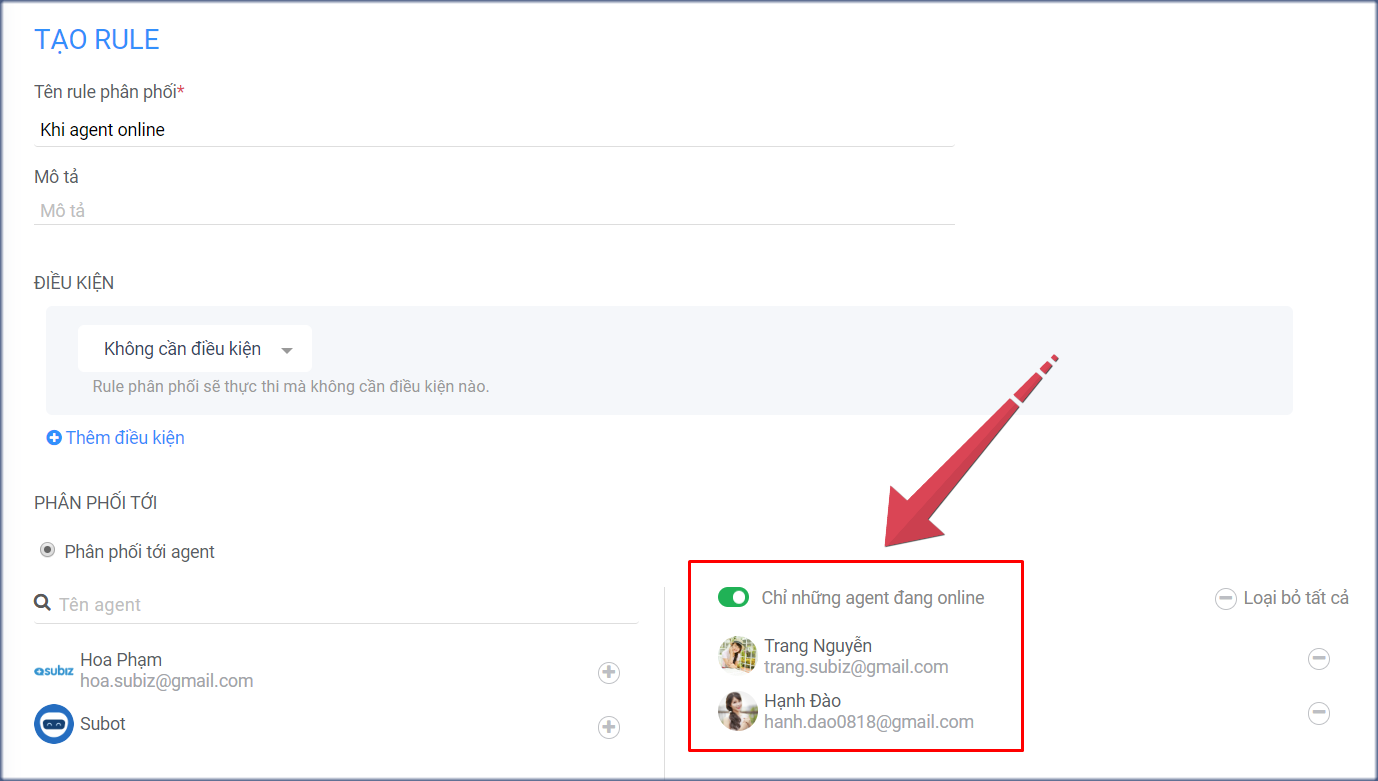 TẠO RULE
Tên rule phân phối*
Khi agent online
Mô tả
Mô tả
ĐIỀU KIỆN
Không cần điều kiện
Rule phân phối sẽ thực thi mà không cần điều kiện nào.
Thêm điều kiện
PHÂN PHỐI TỚI
Phân phối tới agent
Tên agent
subiz
Hoa Phạm
hoa.subiz@gmail.com
Subot
Chỉ những agent đang online
Loại bỏ tất cả
Trang Nguyễn
trang.subiz@gmail.com
Hạnh Đào
hanh.dao0818@gmail.com